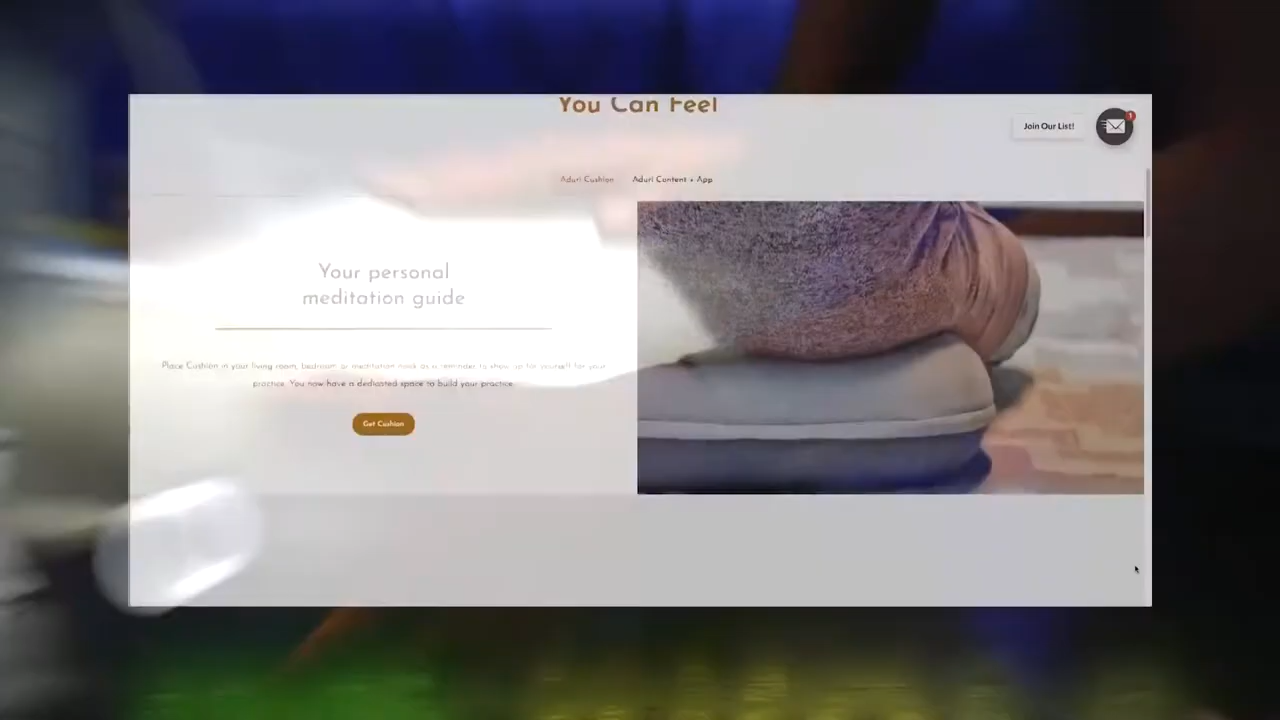 You Can Feel
Join Our List!
1
Aduri Cushion Aduri Content + App
Your personal
meditation guide
Place Cushion in your living room, bedroom or meditation nook as a reminder to show up for yourself for your
practice. You now have a dedicated space to build your practice.
Get Cushion